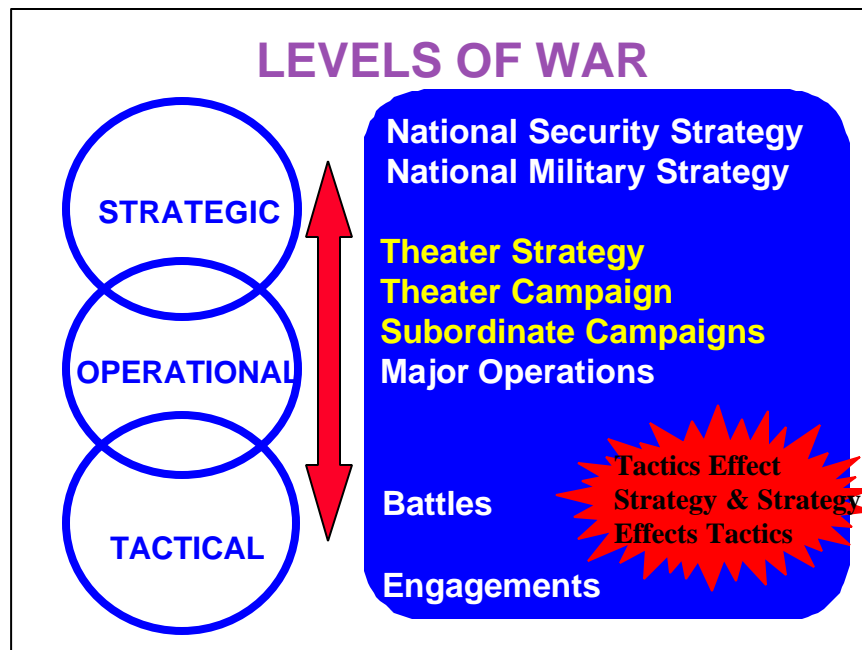 LEVELS OF WAR
STRATEGIC
OPERATIONAL
TACTICAL
National Security Strategy
National Military Strategy
Theater Strategy
Theater Campaign
Subordinate Campaigns
Major Operations
Battles
Engagements
Tactics Effect
Strategy & Strategy
Effects Tactics